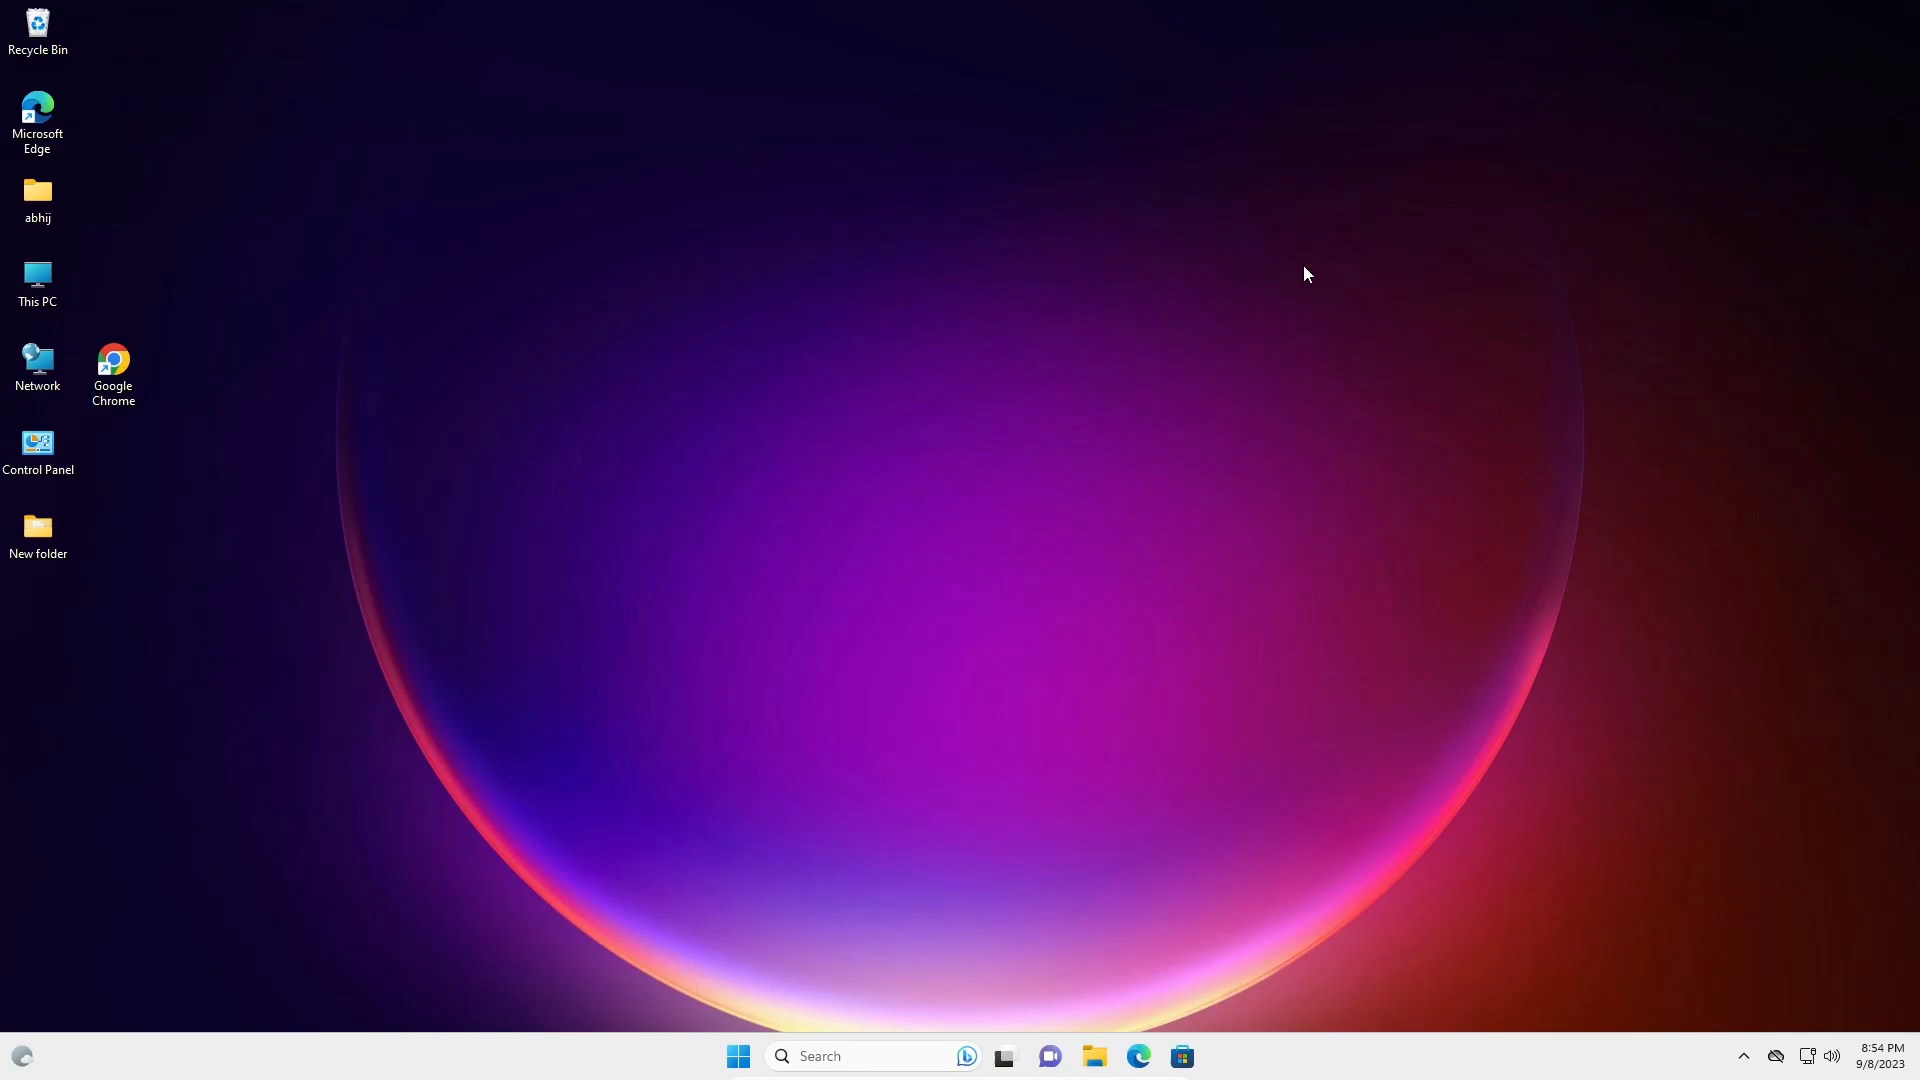 Recycle Bin
Microsoft
Edge
abhij
This PC
Network
Google
Chrome
Control Panel
New folder
Search
8:54 PM
9/8/2023